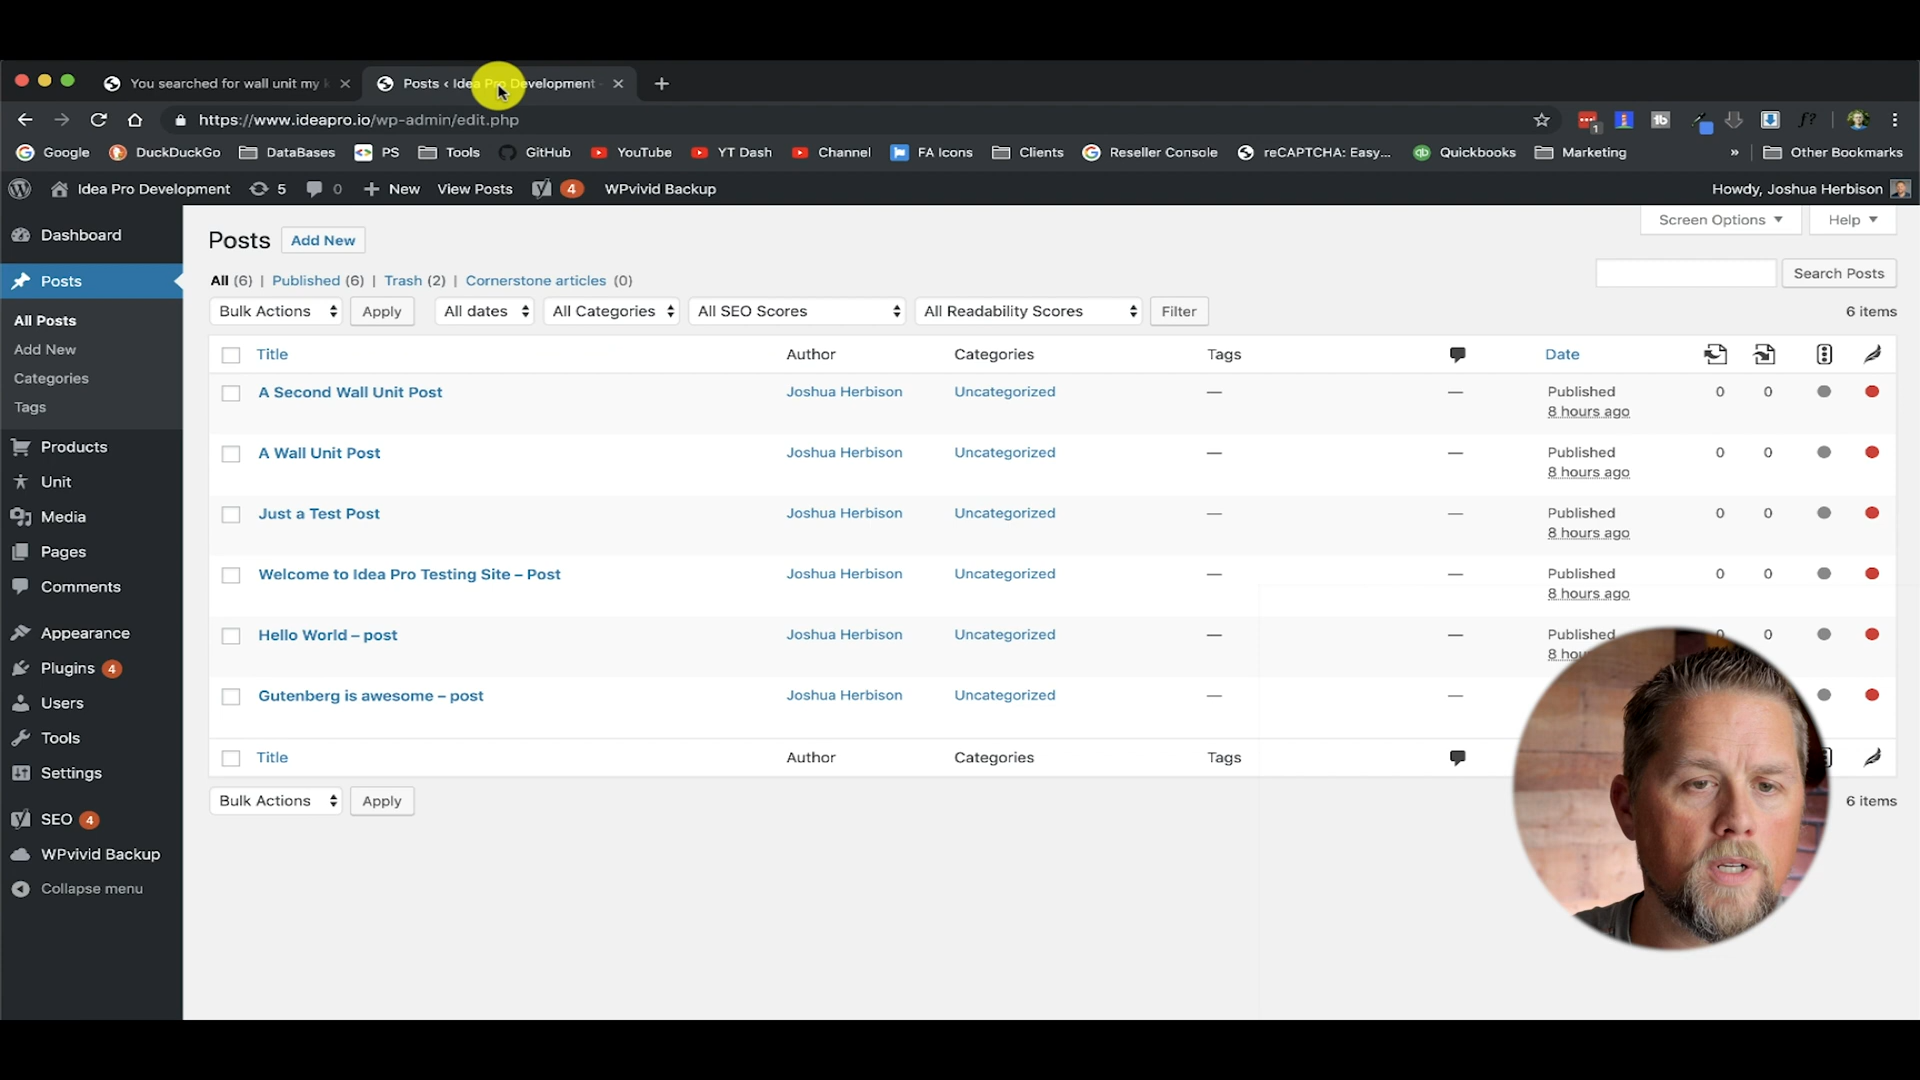 You searched for wall unit my
Posts ‹ Idea Pro Development
https://www.ideapro.io/wp-admin/edit.php
Google DuckDuckGo DataBases PS Tools GitHub YouTube YT Dash Channel FA Icons Clients Reseller Console reCAPTCHA: Easy... Quickbooks Marketing » Other Bookmarks
Idea Pro Development 5 0 New View Posts 4 WPvivid Backup Howdy, Joshua Herbison
Screen Options Help
Dashboard
Posts
All Posts
Add New
Categories
Tags
Products
Unit
Media
Pages
Comments
Appearance
Plugins 4
Users
Tools
Settings
SEO 4
WPvivid Backup
Collapse menu
Posts Add New
All (6) | Published (6) | Trash (2) | Cornerstone articles (0)
Search Posts
Bulk Actions Apply All dates All Categories All SEO Scores All Readability Scores Filter 6 items
Title Author Categories Tags Date
A Second Wall Unit Post Joshua Herbison Uncategorized — — Published 0 0
8 hours ago
A Wall Unit Post Joshua Herbison Uncategorized — — Published 0 0
8 hours ago
Just a Test Post Joshua Herbison Uncategorized — — Published 0 0
8 hours ago
Welcome to Idea Pro Testing Site – Post Joshua Herbison Uncategorized — — Published 0 0
8 hours ago
Hello World – post Joshua Herbison Uncategorized — — Published 0 0
8 hou
Gutenberg is awesome – post Joshua Herbison Uncategorized — —
Title Author Categories Tags
Bulk Actions Apply 6 items